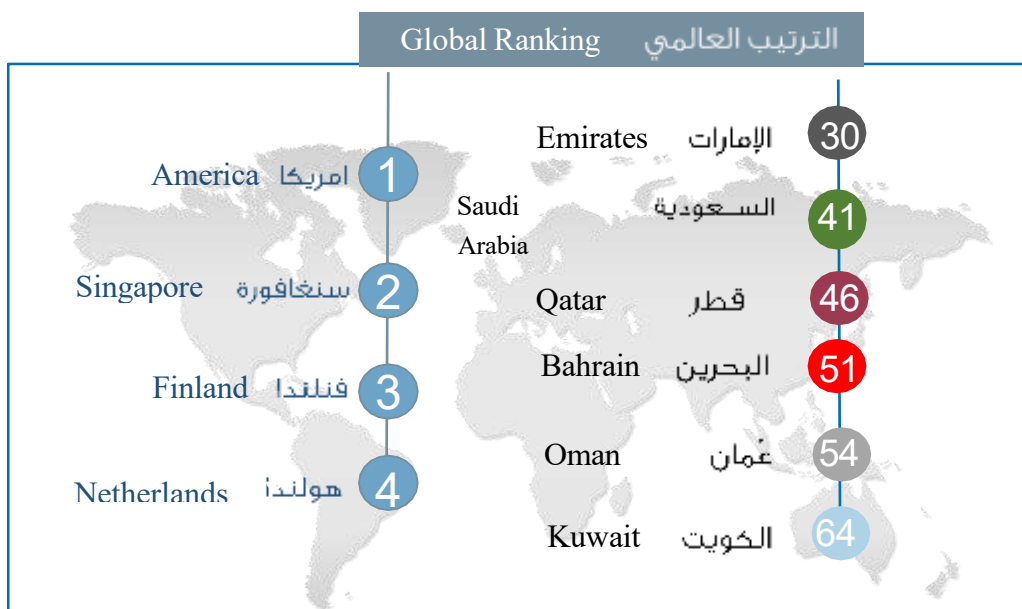 Global Ranking الترتيب العالمي
America امريكا 1
Singapore سنغافورة 2
Finland فنلندا 3
Netherlands هولندا 4
Emirates الإمارات 30
Saudi Arabia السعودية 41
Qatar قطر 46
Bahrain البحرين 51
Oman عُمان 54
Kuwait الكويت 64